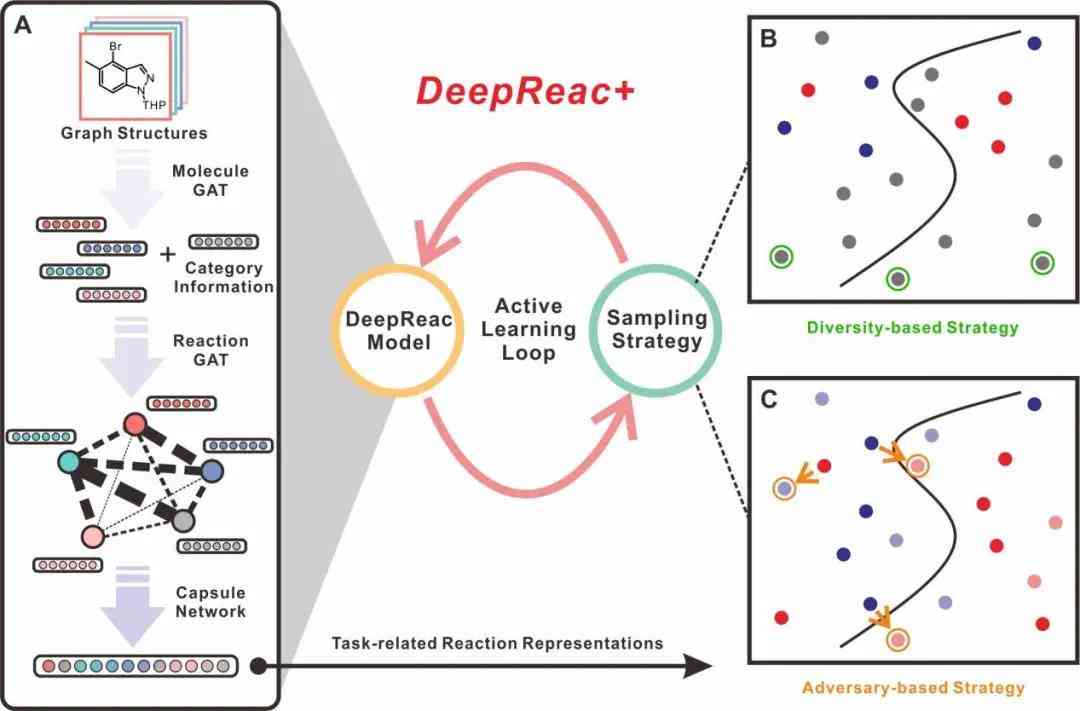 A
Br
N
N
THP
Graph Structures
Molecule
GAT
+
Category
Information
Reaction
GAT
Capsule
Network
DeepReac+
DeepReac
Model
Active
Learning
Loop
Sampling
Strategy
Task-related Reaction Representations
B
Diversity-based Strategy
C
Adversary-based Strategy